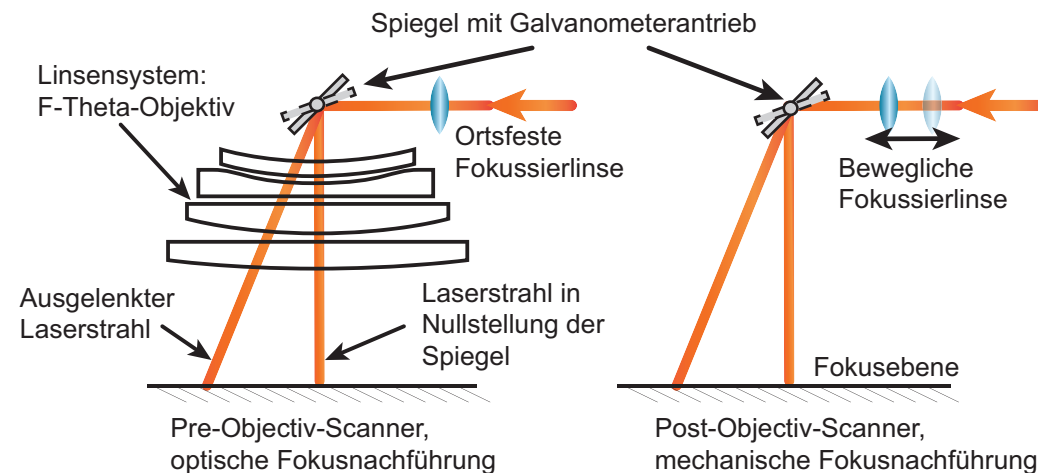 Spiegel mit Galvanometerantrieb
Linsensystem:
F-Theta-Objektiv
Ortsfeste
Fokussierlinse
Bewegliche
Fokussierlinse
Ausgelenkter
Laserstrahl
Laserstrahl in
Nullstellung der
Spiegel
Fokusebene
Pre-Objectiv-Scanner,
optische Fokusnachführung
Post-Objectiv-Scanner,
mechanische Fokusnachführung